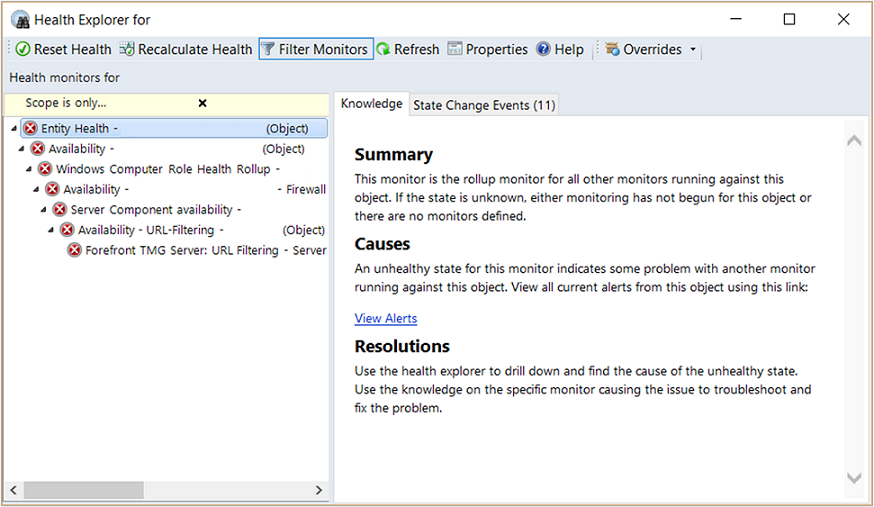 Health Explorer for
Reset Health Recalculate Health Filter Monitors Refresh Properties Help Overrides
Health monitors for
Scope is only...
Entity Health - (Object)
Availability - (Object)
Windows Computer Role Health Rollup -
Availability - - Firewall
Server Component availability -
Availability - URL-Filtering - (Object)
Forefront TMG Server: URL Filtering - Server
Knowledge State Change Events (11)
Summary
This monitor is the rollup monitor for all other monitors running against this
object. If the state is unknown, either monitoring has not begun for this object or
there are no monitors defined.
Causes
An unhealthy state for this monitor indicates some problem with another monitor
running against this object. View all current alerts from this object using this link:
View Alerts
Resolutions
Use the health explorer to drill down and find the cause of the unhealthy state.
Use the knowledge on the specific monitor causing the issue to troubleshoot and
fix the problem.